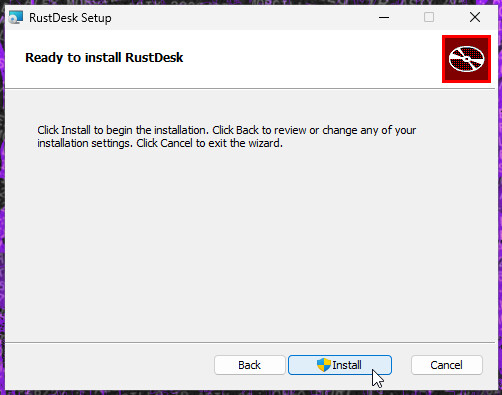 RustDesk Setup
Ready to install RustDesk
Click Install to begin the installation. Click Back to review or change any of your
installation settings. Click Cancel to exit the wizard.
Back
Install
Cancel